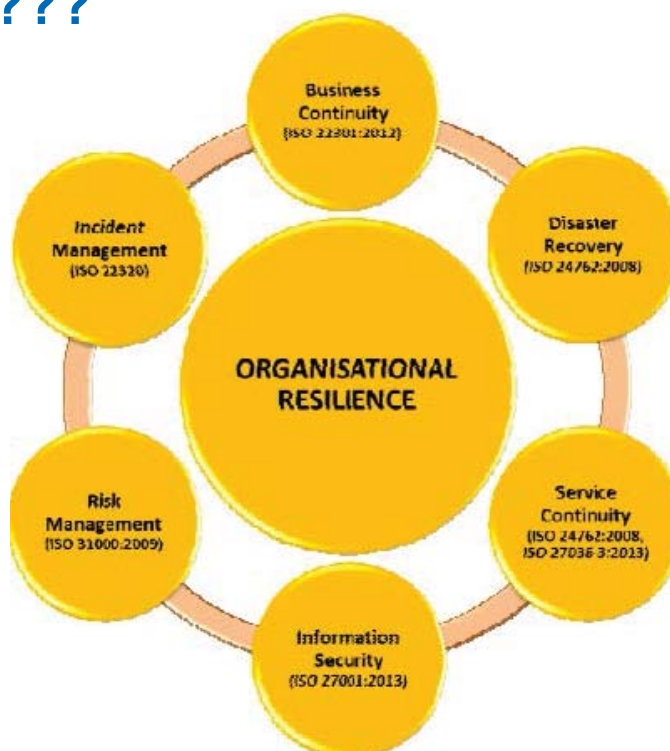 ???
Business
Continuity
(ISO 22301:2012)
Disaster
Recovery
(ISO 24762:2008)
Service
Continuity
(ISO 24762:2008,
ISO 27036-3:2013)
Information
Security
(ISO 27001:2013)
Risk
Management
(ISO 31000:2009)
Incident
Management
(ISO 22320)
ORGANISATIONAL
RESILIENCE